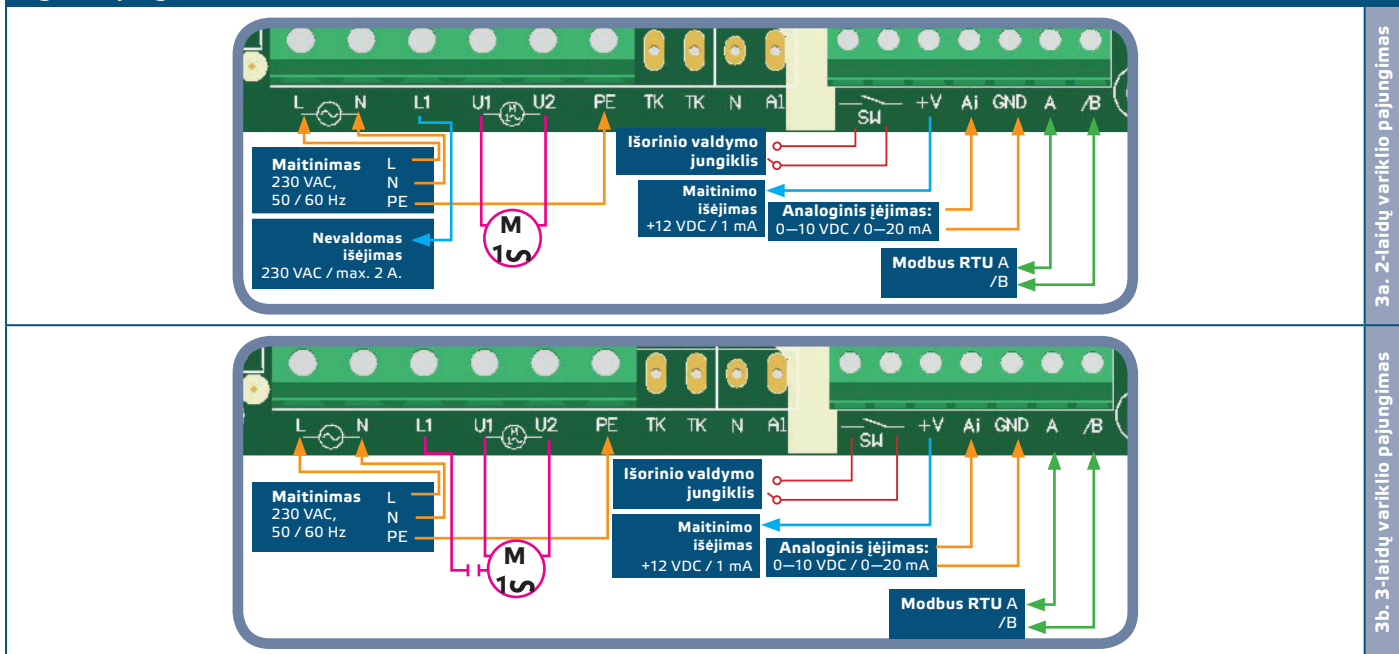 L N L1 U1 M 1~ U2 PE TK TK N A1 SW +V Ai GND A /B
Maitinimas L
230 VAC, N
50 / 60 Hz PE
Nevaldomas
išėjimas
230 VAC / max. 2 A.
M
1
Išorinio valdymo
jungiklis
Maitinimo
išėjimas
+12 VDC / 1 mA
Analoginis įėjimas:
0—10 VDC / 0—20 mA
Modbus RTU A
/B
3a. 2-laidų variklio pajungimas
L N L1 U1 M 1~ U2 PE TK TK N A1 SW +V Ai GND A /B
Maitinimas L
230 VAC, N
50 / 60 Hz PE
M
1
Išorinio valdymo
jungiklis
Maitinimo
išėjimas
+12 VDC / 1 mA
Analoginis įėjimas:
0—10 VDC / 0—20 mA
Modbus RTU A
/B
3b. 3-laidų variklio pajungimas